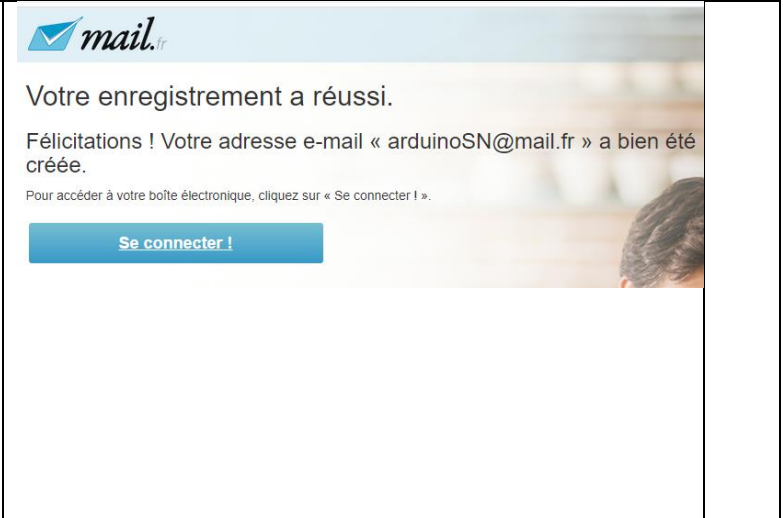 mail.fr
Votre enregistrement a réussi.
Félicitations ! Votre adresse e-mail « arduinoSN@mail.fr » a bien été
créée.
Pour accéder à votre boîte électronique, cliquez sur « Se connecter ! ».
Se connecter !